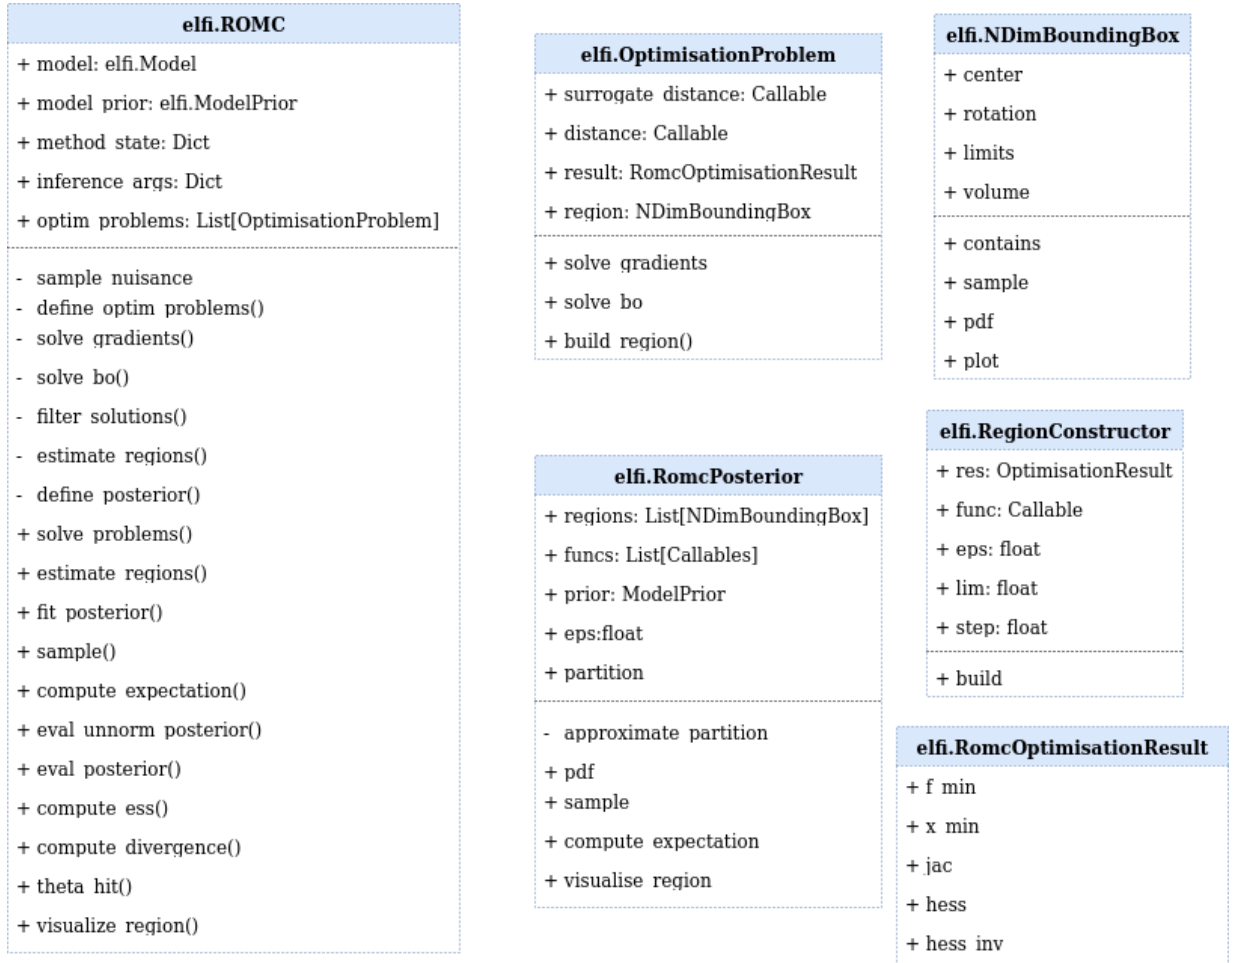 elfi.ROMC
+ model: elfi.Model
+ model prior: elfi.ModelPrior
+ method state: Dict
+ inference args: Dict
+ optim problems: List[OptimisationProblem]
- sample nuisance
- define optim problems()
- solve gradients()
- solve bo()
- filter solutions()
- estimate regions()
- define posterior()
+ solve problems()
+ estimate regions()
+ fit posterior()
+ sample()
+ compute expectation()
+ eval unnorm posterior()
+ eval posterior()
+ compute ess()
+ compute divergence()
+ theta hit()
+ visualize region()
elfi.OptimisationProblem
+ surrogate distance: Callable
+ distance: Callable
+ result: RomcOptimisationResult
+ region: NDimBoundingBox
+ solve gradients
+ solve bo
+ build region()
elfi.RomcPosterior
+ regions: List[NDimBoundingBox]
+ funcs: List[Callables]
+ prior: ModelPrior
+ eps:float
+ partition
- approximate partition
+ pdf
+ sample
+ compute expectation
+ visualise region
elfi.NDimBoundingBox
+ center
+ rotation
+ limits
+ volume
+ contains
+ sample
+ pdf
+ plot
elfi.RegionConstructor
+ res: OptimisationResult
+ func: Callable
+ eps: float
+ lim: float
+ step: float
+ build
elfi.RomcOptimisationResult
+ f min
+ x min
+ jac
+ hess
+ hess inv